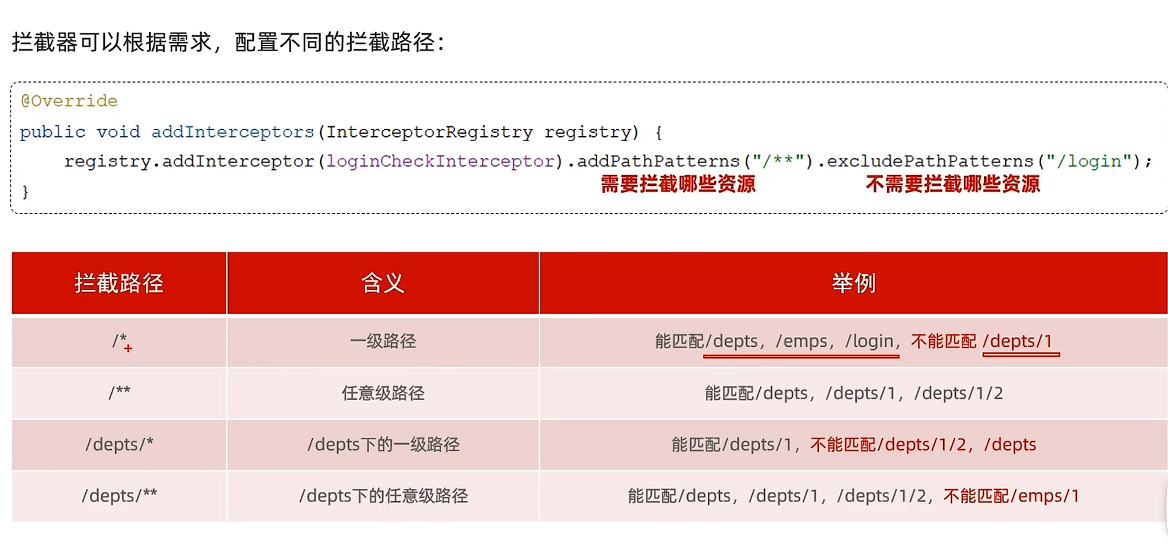 拦截器可以根据需求，配置不同的拦截路径：
@Override
public void addInterceptors(InterceptorRegistry registry) {
registry.addInterceptor(loginCheckInterceptor).addPathPatterns("/**").excludePathPatterns("/login");
需要拦截哪些资源 不需要拦截哪些资源
}
拦截路径 含义 举例
/* 一级路径 能匹配/depts，/emps，/login，不能匹配 /depts/1
/** 任意级路径 能匹配/depts，/depts/1，/depts/1/2
/depts/* /depts下的一级路径 能匹配/depts/1，不能匹配/depts/1/2，/depts
/depts/** /depts下的任意级路径 能匹配/depts，/depts/1，/depts/1/2，不能匹配/emps/1